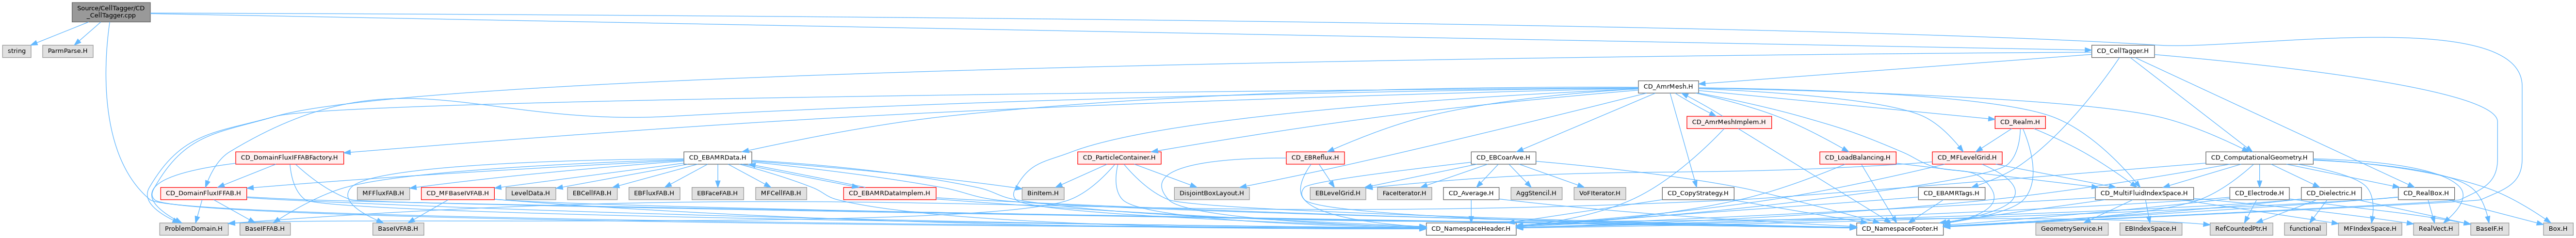 Source/CellTagger/CD
_CellTagger.cpp
string
ParmParse.H
CD_CellTagger.H
CD_AmrMesh.H
CD_AmrMeshImplem.H
CD_Realm.H
CD_DomainFluxIFFABFactory.H
CD_EBAMRData.H
CD_ParticleContainer.H
CD_EBReflux.H
CD_EBCoarAve.H
CD_LoadBalancing.H
CD_MFLevelGrid.H
CD_ComputationalGeometry.H
CD_DomainFluxIFFAB.H
MFFluxFAB.H
CD_MFBaseIVFAB.H
LevelData.H
EBCellFAB.H
EBFluxFAB.H
EBFaceFAB.H
MFCellFAB.H
CD_EBAMRDataImplem.H
BinItem.H
DisjointBoxLayout.H
EBLevelGrid.H
FaceIterator.H
CD_Average.H
AggStencil.H
VoFIterator.H
CD_CopyStrategy.H
CD_EBAMRTags.H
CD_MultiFluidIndexSpace.H
CD_Electrode.H
CD_Dielectric.H
CD_RealBox.H
ProblemDomain.H
BaseIFFAB.H
BaseIVFAB.H
CD_NamespaceHeader.H
CD_NamespaceFooter.H
GeometryService.H
EBIndexSpace.H
RefCountedPtr.H
functional
MFIndexSpace.H
RealVect.H
BaseIF.H
Box.H